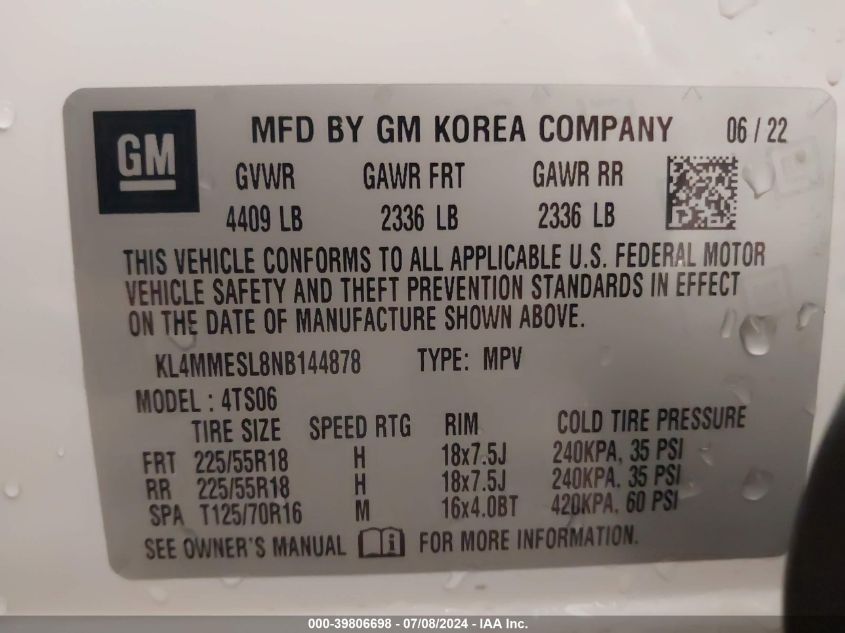 GM
MFD BY GM KOREA COMPANY 06 / 22
GVWR GAWR FRT GAWR RR
4409 LB 2336 LB 2336 LB
THIS VEHICLE CONFORMS TO ALL APPLICABLE U.S. FEDERAL MOTOR
VEHICLE SAFETY AND THEFT PREVENTION STANDARDS IN EFFECT
ON THE DATE OF MANUFACTURE SHOWN ABOVE.
KL4MMESL8NB144878 TYPE: MPV
MODEL : 4TS06
TIRE SIZE SPEED RTG RIM COLD TIRE PRESSURE
FRT 225/55R18 H 18x7.5J 240KPA, 35 PSI
RR 225/55R18 H 18x7.5J 240KPA, 35 PSI
SPA T125/70R16 M 16x4.0BT 420KPA, 60 PSI
SEE OWNER'S MANUAL i FOR MORE INFORMATION.
000-39806698 - 07/08/2024 - IAA Inc.